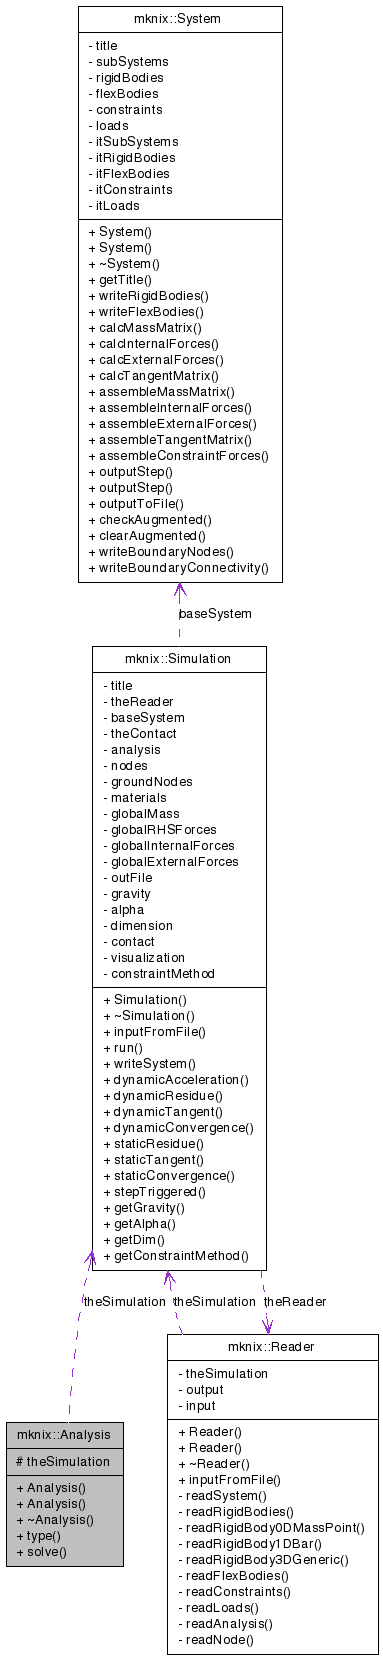 mknix::System
- title
- subSystems
- rigidBodies
- flexBodies
- constraints
- loads
- itSubSystems
- itRigidBodies
- itFlexBodies
- itConstraints
- itLoads
+ System()
+ System()
+ ~System()
+ getTitle()
+ writeRigidBodies()
+ writeFlexBodies()
+ calcMassMatrix()
+ calcInternalForces()
+ calcExternalForces()
+ calcTangentMatrix()
+ assembleMassMatrix()
+ assembleInternalForces()
+ assembleExternalForces()
+ assembleTangentMatrix()
+ assembleConstraintForces()
+ outputStep()
+ outputStep()
+ outputToFile()
+ checkAugmented()
+ clearAugmented()
+ writeBoundaryNodes()
+ writeBoundaryConnectivity()
baseSystem
mknix::Simulation
- title
- theReader
- baseSystem
- theContact
- analysis
- nodes
- groundNodes
- materials
- globalMass
- globalRHSForces
- globalInternalForces
- globalExternalForces
- outFile
- gravity
- alpha
- dimension
- contact
- visualization
- constraintMethod
+ Simulation()
+ ~Simulation()
+ inputFromFile()
+ run()
+ writeSystem()
+ dynamicAcceleration()
+ dynamicResidue()
+ dynamicTangent()
+ dynamicConvergence()
+ staticResidue()
+ staticTangent()
+ staticConvergence()
+ stepTriggered()
+ getGravity()
+ getAlpha()
+ getDim()
+ getConstraintMethod()
theSimulation theSimulation theReader
mknix::Reader
- theSimulation
- output
- input
+ Reader()
+ Reader()
+ ~Reader()
+ inputFromFile()
- readSystem()
- readRigidBodies()
- readRigidBody0DMassPoint()
- readRigidBody1DBar()
- readRigidBody3DGeneric()
- readFlexBodies()
- readConstraints()
- readLoads()
- readAnalysis()
- readNode()
mknix::Analysis
# theSimulation
+ Analysis()
+ Analysis()
+ ~Analysis()
+ type()
+ solve()